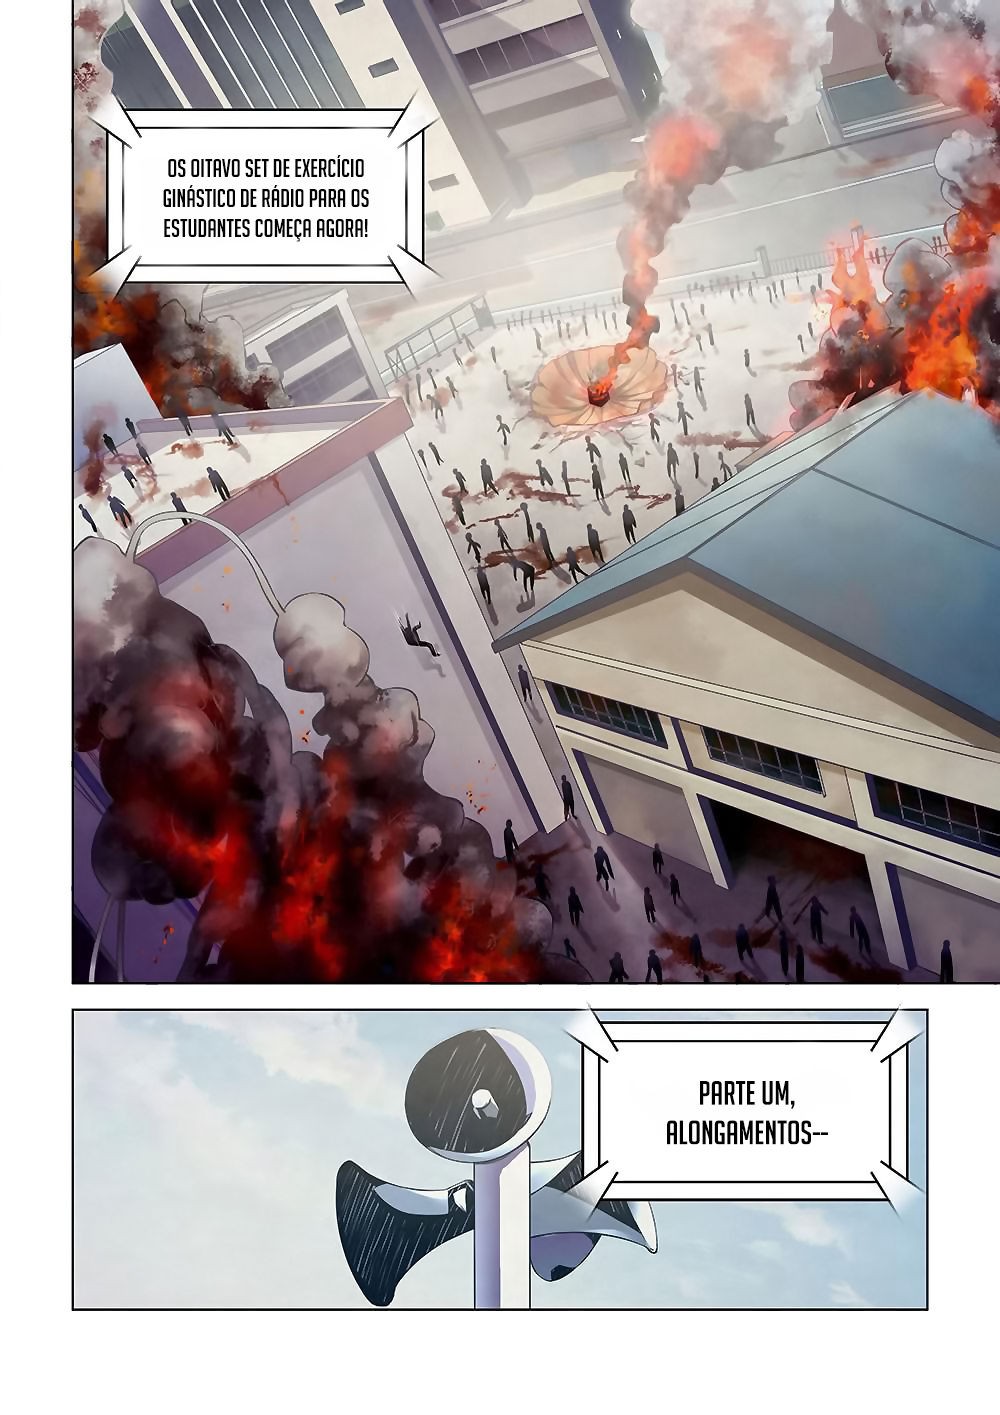 OS OITAVO SET DE EXERCÍCIO
GINÁSTICO DE RÁDIO PARA OS
ESTUDANTES COMEÇA AGORA!
PARTE UM,
ALONGAMENTOS--